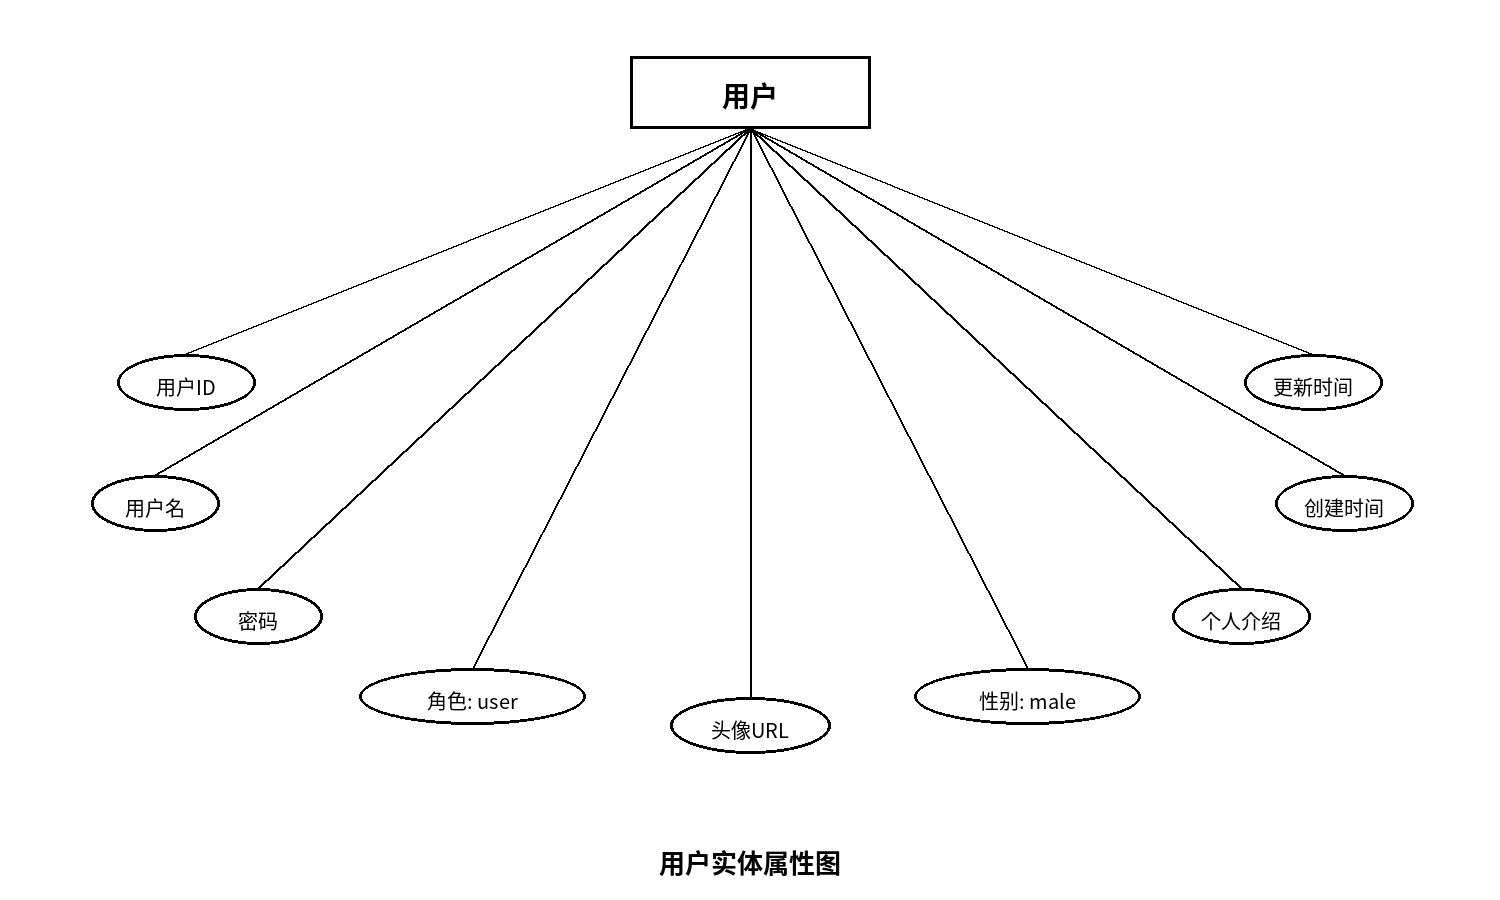 用户
用户ID
更新时间
用户名
创建时间
密码
个人介绍
角色: user
性别: male
头像URL
用户实体属性图